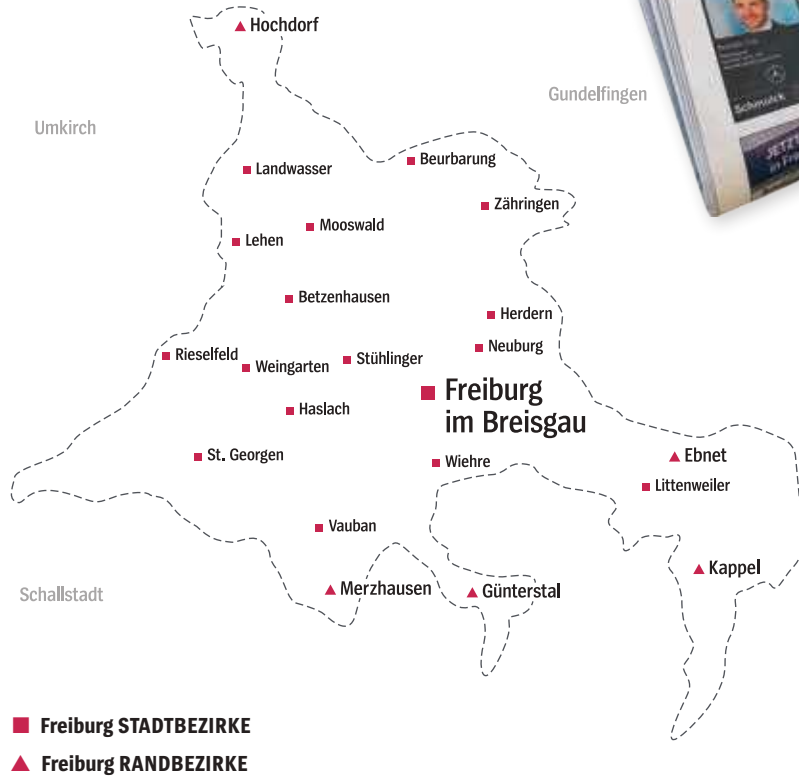 Hochdorf
Schmolck
Gundelfingen
Umkirch
Beurbarung
Landwasser
Zähringen
Mooswald
Lehen
Betzenhausen
Herdern
Neuburg
Rieselfeld
Stühlinger
Weingarten
Freiburg
im Breisgau
Haslach
St. Georgen
Wiehre
Ebnet
Littenweiler
Vauban
Kappel
Merzhausen
Günterstal
Schallstadt
Freiburg STADTBEZIRKE
Freiburg RANDBEZIRKE